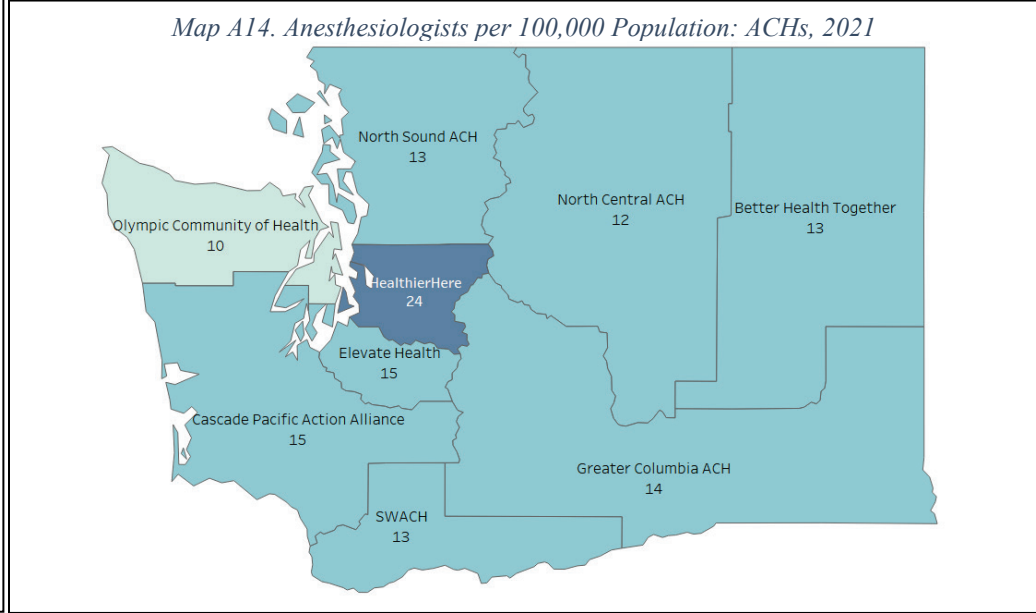 Map A14. Anesthesiologists per 100,000 Population: ACHs, 2021
North Sound ACH
13
North Central ACH
12
Better Health Together
13
Olympic Community of Health
10
HealthierHere
24
Elevate Health
15
Cascade Pacific Action Alliance
15
Greater Columbia ACH
14
SWACH
13